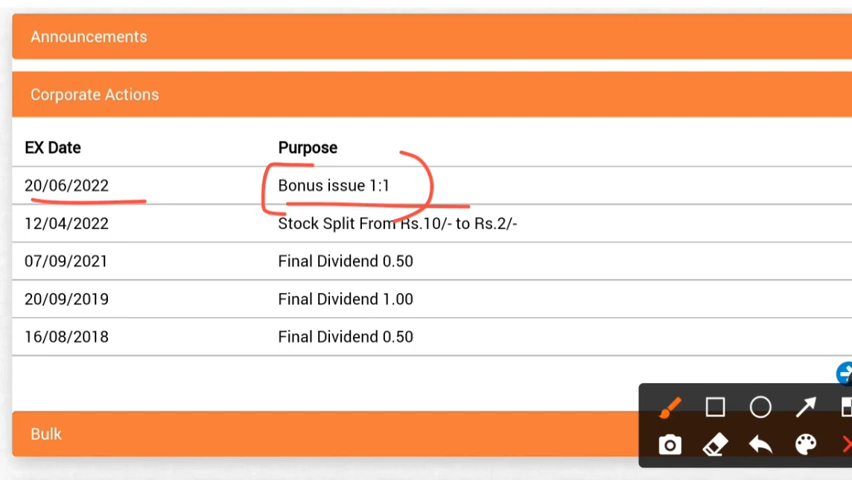 Announcements
Corporate Actions
EX Date Purpose
20/06/2022 Bonus issue 1:1
12/04/2022 Stock Split From Rs.10/- to Rs.2/-
07/09/2021 Final Dividend 0.50
20/09/2019 Final Dividend 1.00
16/08/2018 Final Dividend 0.50
Bulk